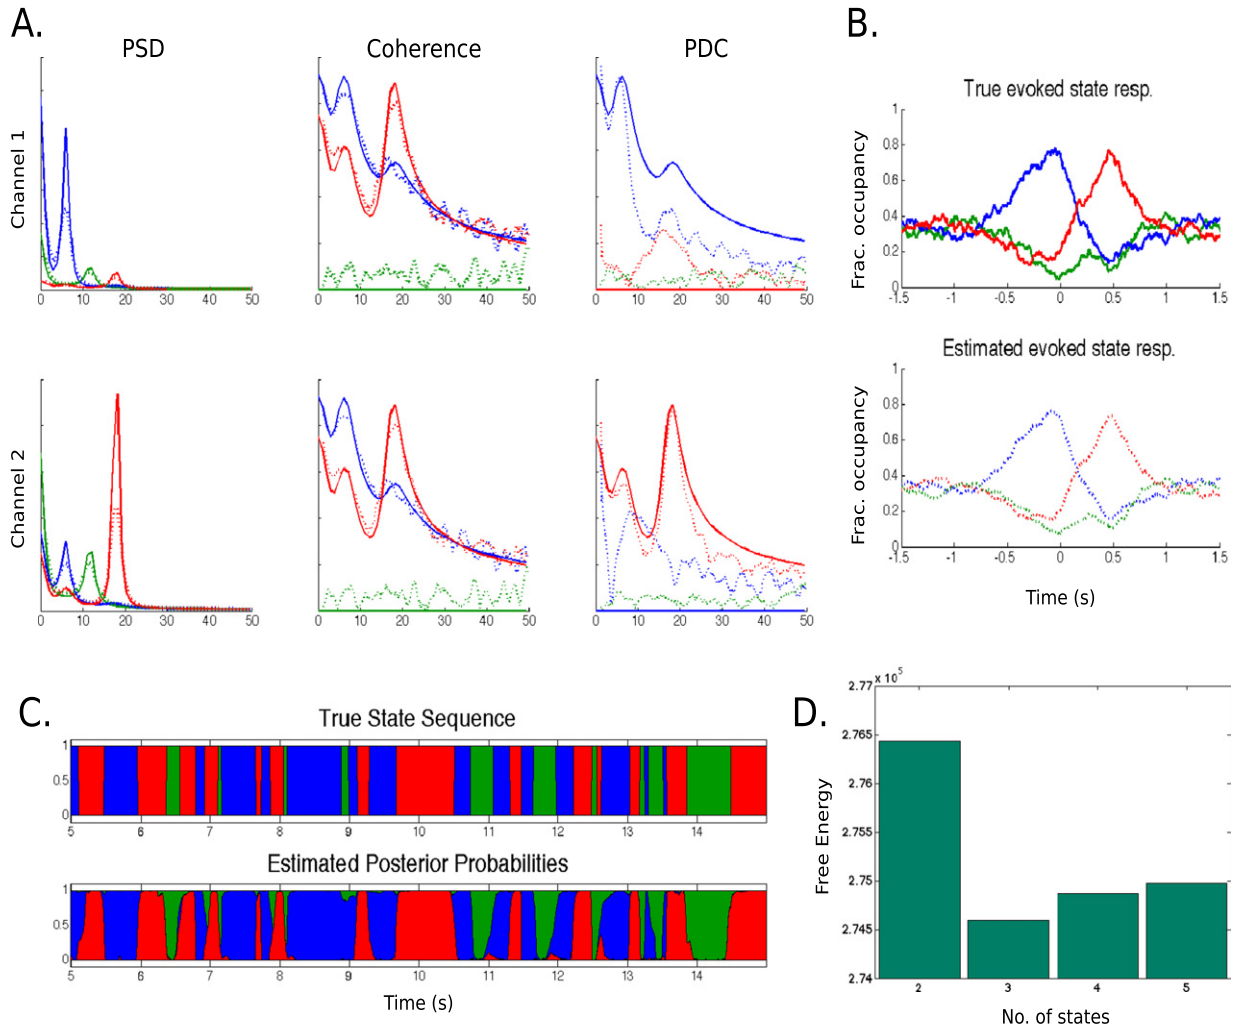 A.
PSD
Coherence
PDC
Channel 1
0 10 20 30 40 50
0 10 20 30 40 50
0 10 20 30 40 50
Channel 2
0 10 20 30 40 50
0 10 20 30 40 50
0 10 20 30 40 50
B.
True evoked state resp.
Frac. occupancy
1
0.8
0.6
0.4
0.2
0
-1.5 -1 -0.5 0 0.5 1 1.5
Estimated evoked state resp.
Frac. occupancy
1
0.8
0.6
0.4
0.2
0
-1.5 -1 -0.5 0 0.5 1 1.5
Time (s)
C.
True State Sequence
1
0.5
0
5 6 7 8 9 10 11 12 13 14
Estimated Posterior Probabilities
1
0.5
0
5 6 7 8 9 10 11 12 13 14
Time (s)
D.
x 10^5
Free Energy
2.77
2.765
2.76
2.755
2.75
2.745
2.74
2 3 4 5
No. of states